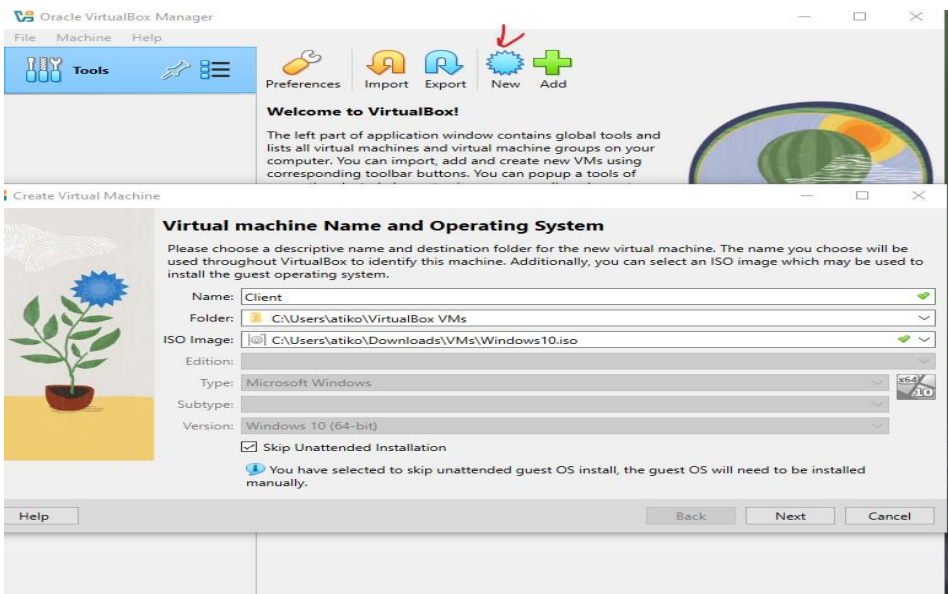 Oracle VirtualBox Manager
File Machine Help
Tools
Preferences Import Export New Add
Welcome to VirtualBox!
The left part of application window contains global tools and
lists all virtual machines and virtual machine groups on your
computer. You can import, add and create new VMs using
corresponding toolbar buttons. You can popup a tools of
Create Virtual Machine
Virtual machine Name and Operating System
Please choose a descriptive name and destination folder for the new virtual machine. The name you choose will be
used throughout VirtualBox to identify this machine. Additionally, you can select an ISO image which may be used to
install the guest operating system.
Name: Client
Folder: C:\Users\atiko\VirtualBox VMs
ISO Image: C:\Users\atiko\Downloads\VMs\Windows10.iso
Edition:
Type: Microsoft Windows
x64
10
Subtype:
Version: Windows 10 (64-bit)
Skip Unattended Installation
You have selected to skip unattended guest OS install, the guest OS will need to be installed
manually.
Help Back Next Cancel